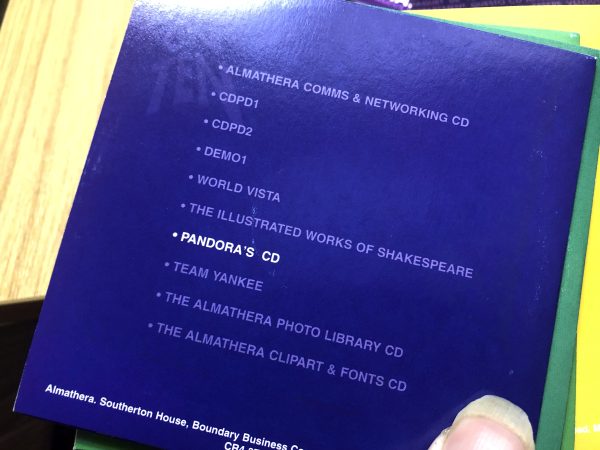 • ALMATHERA COMMS & NETWORKING CD
• CDPD1
• CDPD2
• DEMO1
• WORLD VISTA
• THE ILLUSTRATED WORKS OF SHAKESPEARE
• PANDORA'S CD
• TEAM YANKEE
• THE ALMATHERA PHOTO LIBRARY CD
• THE ALMATHERA CLIPART & FONTS CD
Almathera. Southerton House, Boundary Business
CR4